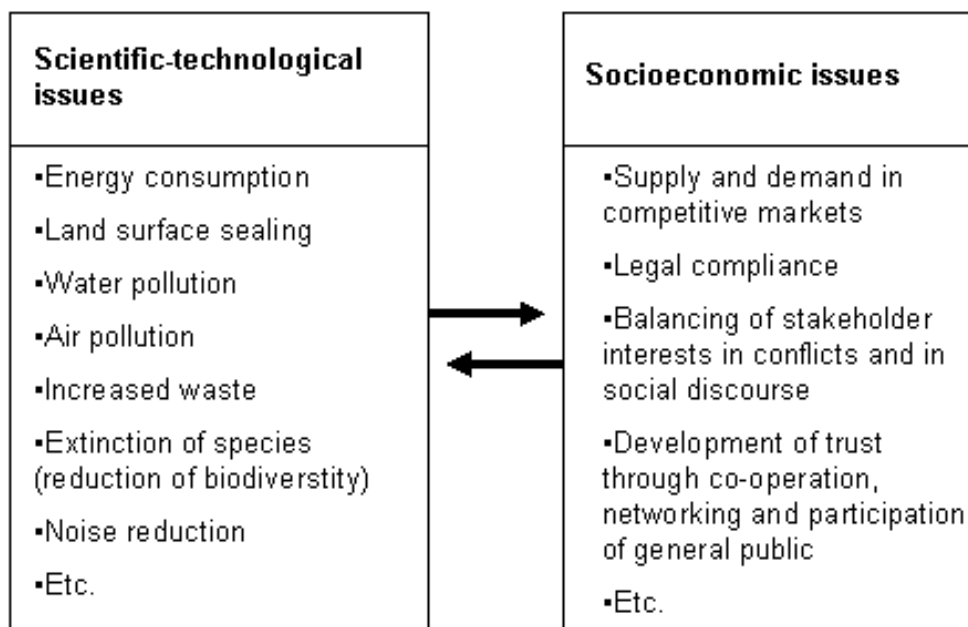 Scientific-technological
issues
▪Energy consumption
▪Land surface sealing
▪Water pollution
▪Air pollution
▪Increased waste
▪Extinction of species
(reduction of biodiverstity)
▪Noise reduction
▪Etc.
Socioeconomic issues
▪Supply and demand in
competitive markets
▪Legal compliance
▪Balancing of stakeholder
interests in conflicts and in
social discourse
▪Development of trust
through co-operation,
networking and participation
of general public
▪Etc.